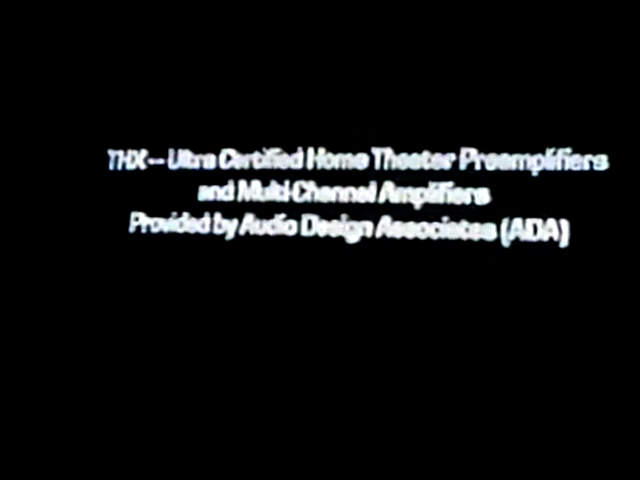 THX -- Ultra Certified Home Theater Preamplifiers
and Multi-Channel Amplifiers
Provided by Audio Design Associates (ADA)